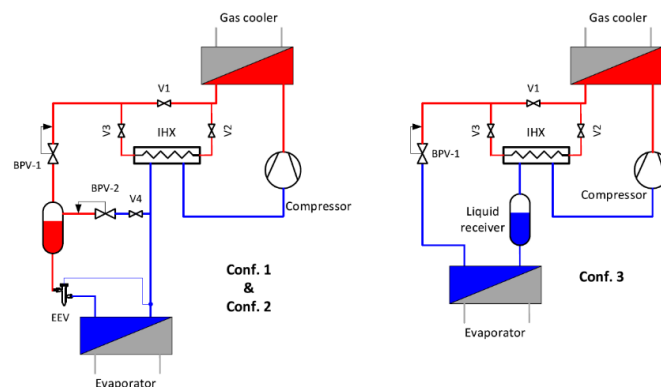 Gas cooler
V1
V3
IHX
V2
BPV-1
BPV-2
V4
Compressor
Conf. 1
&
Conf. 2
EEV
Evaporator
Gas cooler
V1
V3
IHX
V2
BPV-1
Compressor
Liquid
receiver
Conf. 3
Evaporator